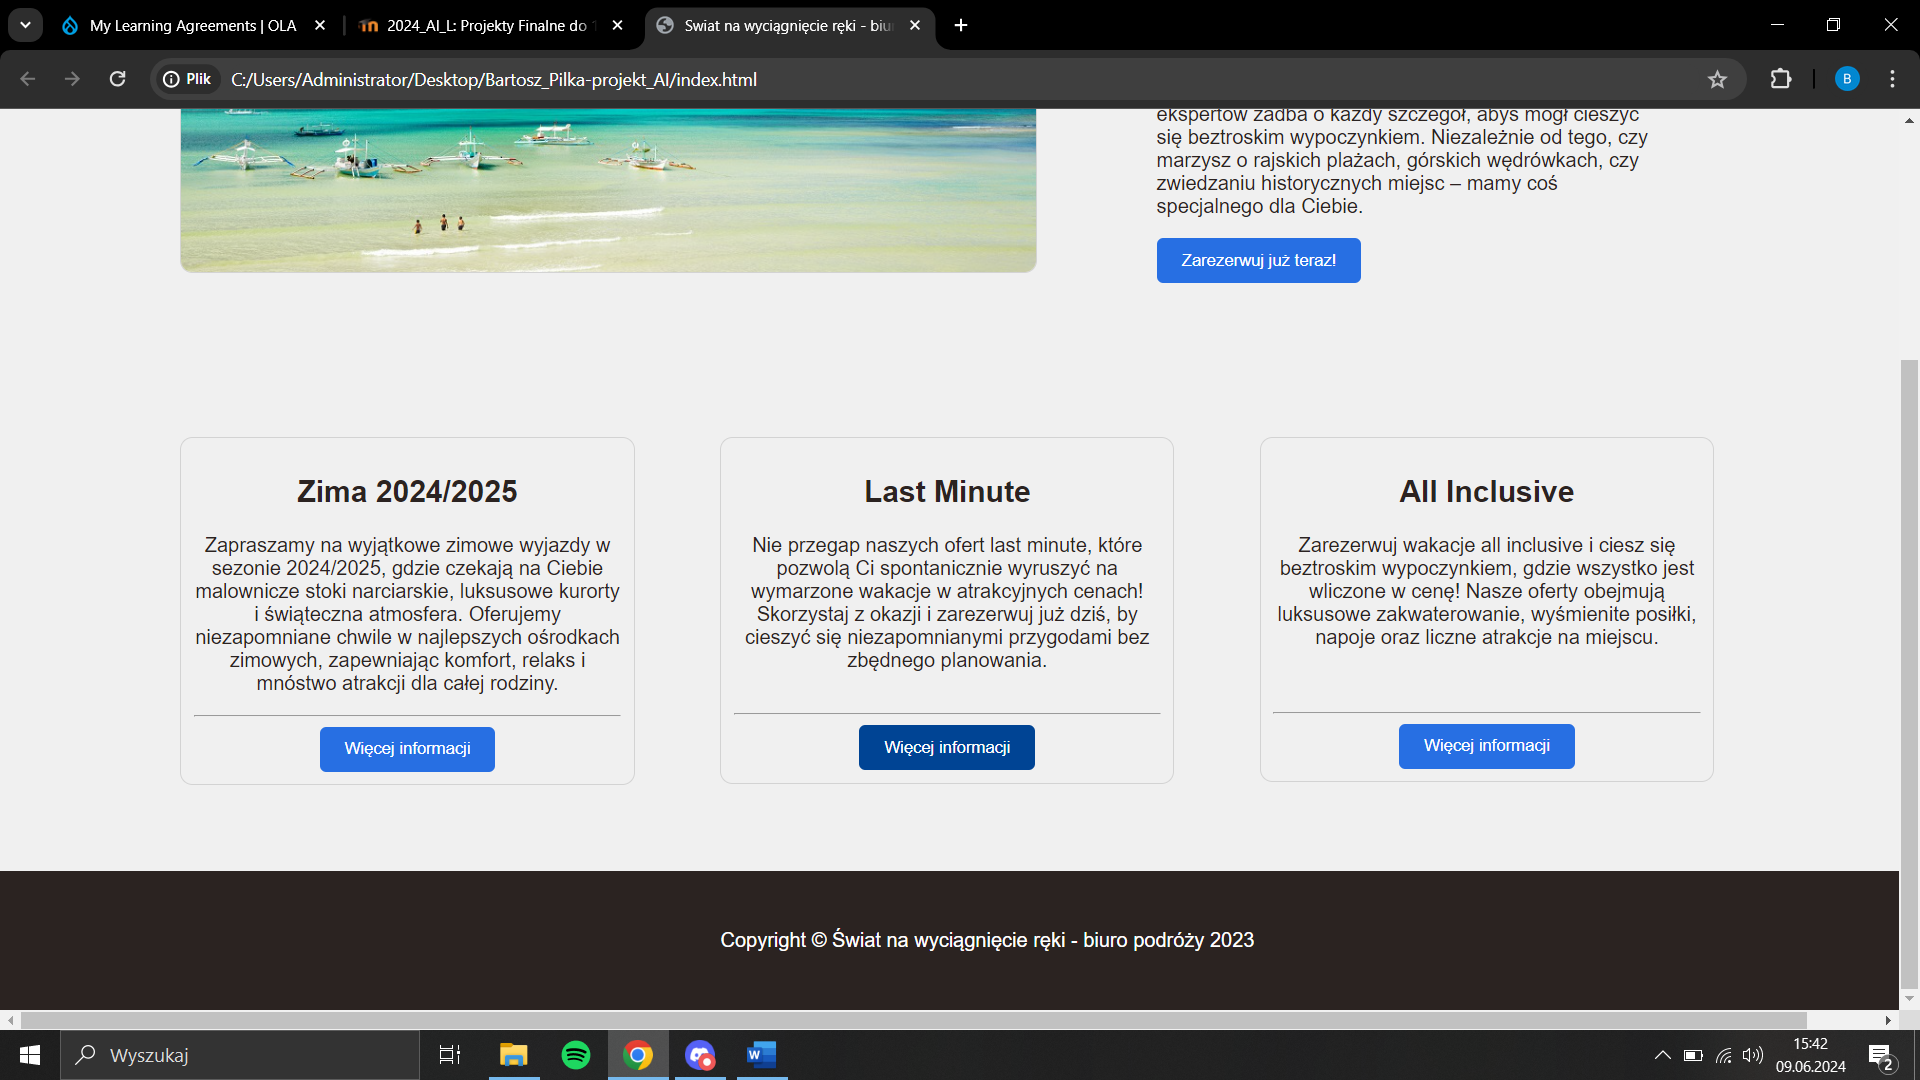 My Learning Agreements | OLA
2024_AI_L: Projekty Finalne do
Swiat na wyciągnięcie ręki - biu
Plik
C:/Users/Administrator/Desktop/Bartosz_Pilka-projekt_AI/index.html
B
ekspertów zadba o każdy szczegół, abyś mógł cieszyć
się beztroskim wypoczynkiem. Niezależnie od tego, czy
marzysz o rajskich plażach, górskich wędrówkach, czy
zwiedzaniu historycznych miejsc – mamy coś
specjalnego dla Ciebie.
Zarezerwuj już teraz!
Zima 2024/2025
Zapraszamy na wyjątkowe zimowe wyjazdy w
sezonie 2024/2025, gdzie czekają na Ciebie
malownicze stoki narciarskie, luksusowe kurorty
i świąteczna atmosfera. Oferujemy
niezapomniane chwile w najlepszych ośrodkach
zimowych, zapewniając komfort, relaks i
mnóstwo atrakcji dla całej rodziny.
Więcej informacji
Last Minute
Nie przegap naszych ofert last minute, które
pozwolą Ci spontanicznie wyruszyć na
wymarzone wakacje w atrakcyjnych cenach!
Skorzystaj z okazji i zarezerwuj już dziś, by
cieszyć się niezapomnianymi przygodami bez
zbędnego planowania.
Więcej informacji
All Inclusive
Zarezerwuj wakacje all inclusive i ciesz się
beztroskim wypoczynkiem, gdzie wszystko jest
wliczone w cenę! Nasze oferty obejmują
luksusowe zakwaterowanie, wyśmienite posiłki,
napoje oraz liczne atrakcje na miejscu.
Więcej informacji
Copyright © Świat na wyciągnięcie ręki - biuro podróży 2023
Wyszukaj
15:42
09.06.2024
2